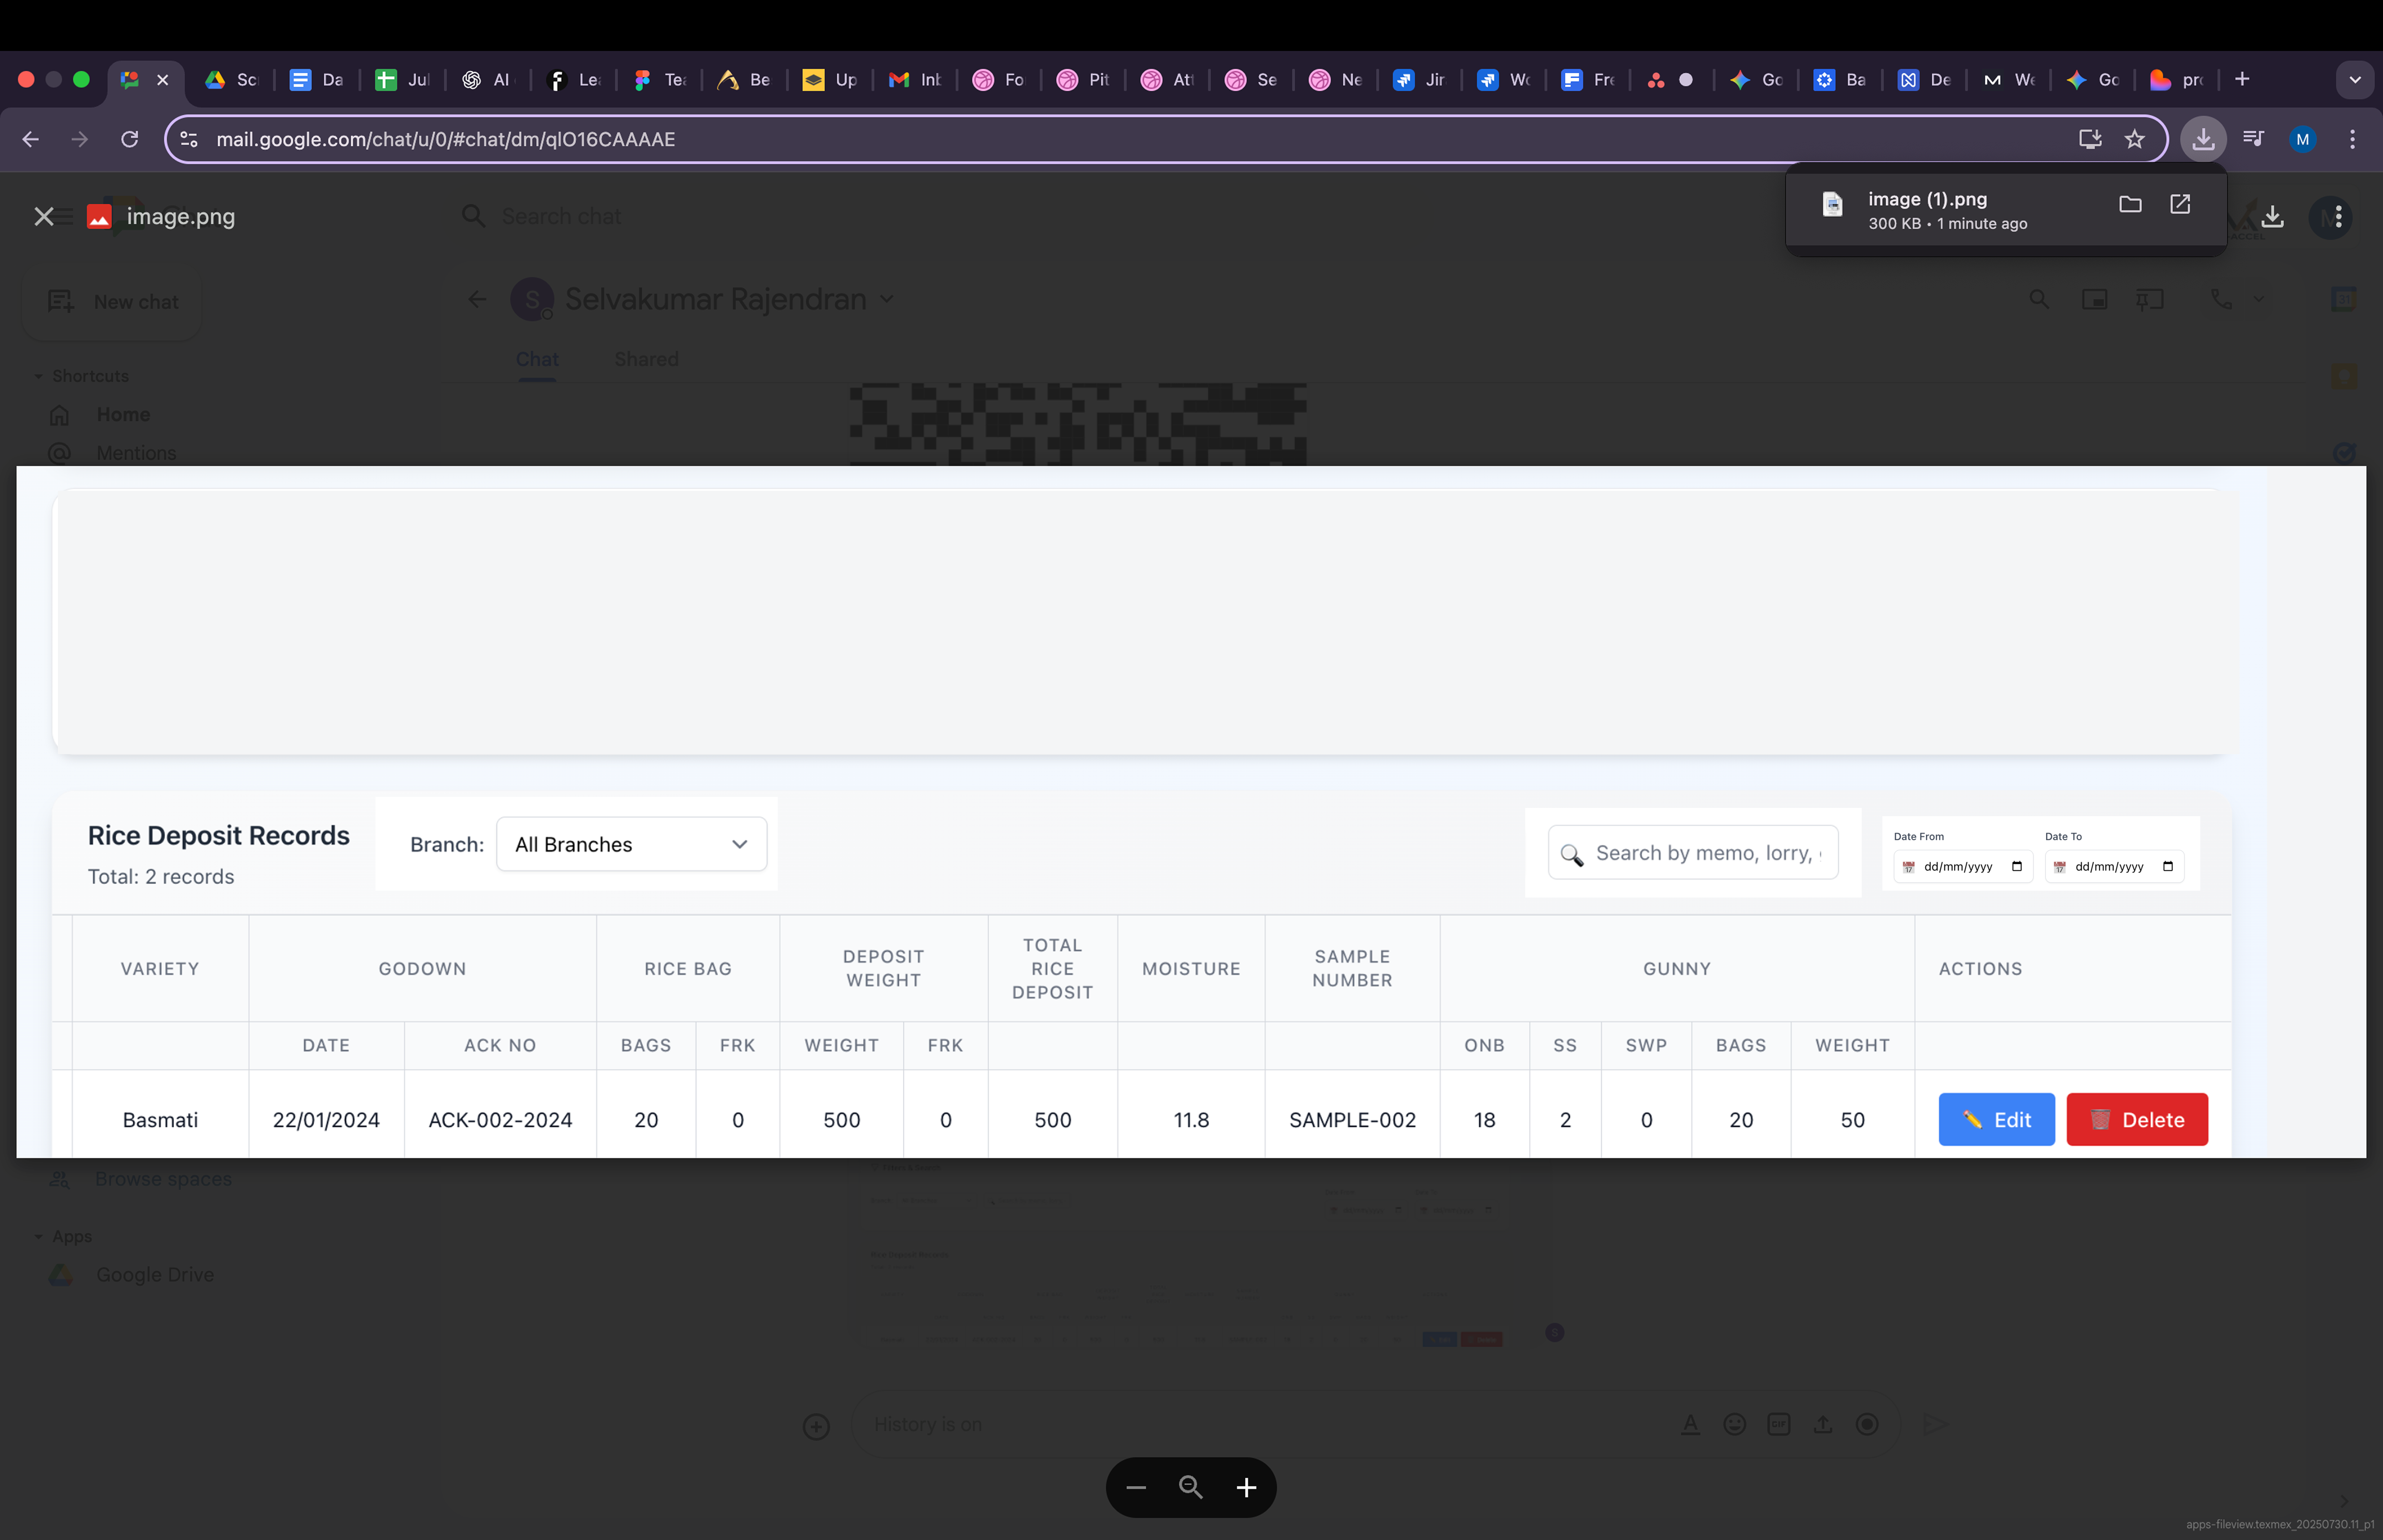 Sc
Da
Jul
AI
Le
Tea
Be
Up
Inb
Fo
Pit
Att
Se
Ne
Jir
Wo
Fre
Go
Ba
De
We
Go
pro
mail.google.com/chat/u/0/#chat/dm/qlO16CAAAAE
M
image.png
Search chat
image (1).png
300 KB • 1 minute ago
New chat
S
Selvakumar Rajendran
Chat
Shared
Shortcuts
Home
Mentions
Rice Deposit Records
Total: 2 records
Branch:
All Branches
Search by memo, lorry,
Date From
Date To
dd/mm/yyyy
dd/mm/yyyy
VARIETY
GODOWN
RICE BAG
DEPOSIT
WEIGHT
TOTAL
RICE
DEPOSIT
MOISTURE
SAMPLE
NUMBER
GUNNY
ACTIONS
DATE
ACK NO
BAGS
FRK
WEIGHT
FRK
ONB
SS
SWP
BAGS
WEIGHT
Basmati
22/01/2024
ACK-002-2024
20
0
500
0
500
11.8
SAMPLE-002
18
2
0
20
50
Edit
Delete
Browse spaces
Apps
Google Drive
History is on
GIF
apps-fileview.texmex_20250730.11_p1